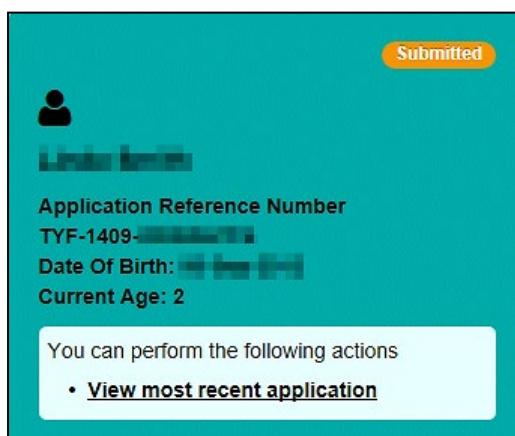 Submitted
Application Reference Number
TYF-1409-
Date Of Birth:
Current Age: 2
You can perform the following actions
• View most recent application